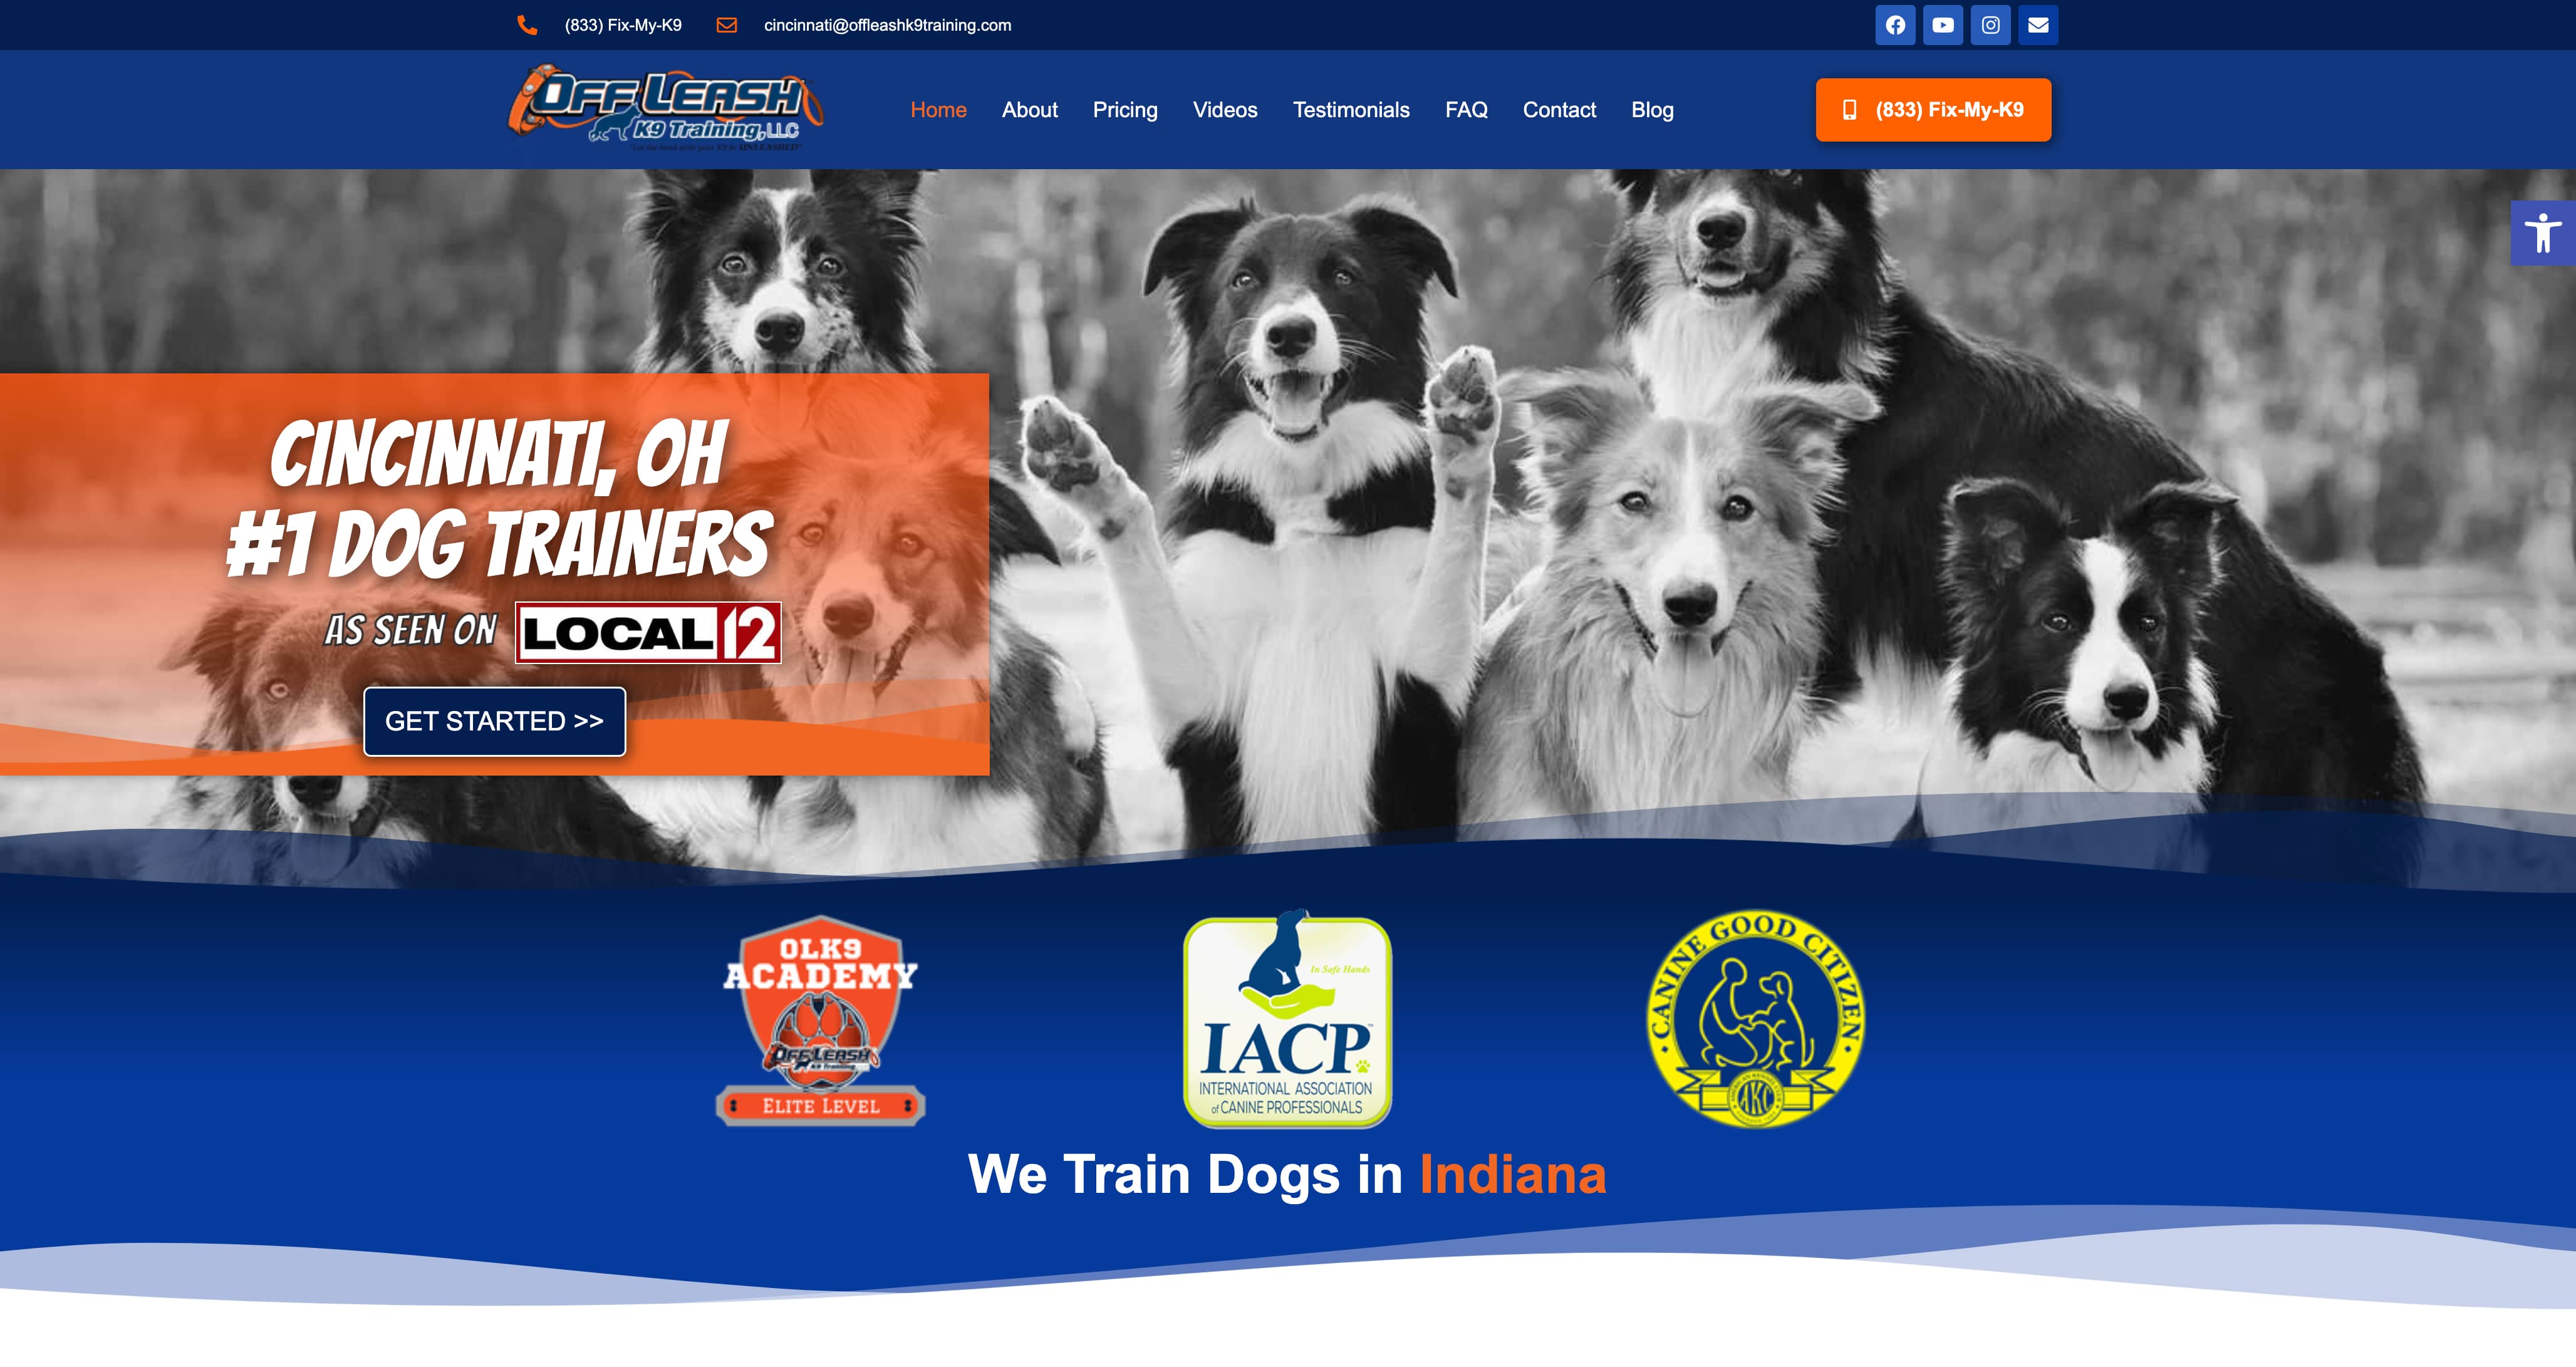 (833) Fix-My-K9
cincinnati@offleashk9training.com
OFF LEASH
K9 Training, LLC
Home
About
Pricing
Videos
Testimonials
FAQ
Contact
Blog
(833) Fix-My-K9
CINCINNATI, OH
#1 DOG TRAINERS
AS SEEN ON LOCAL 12
GET STARTED >>
OLK9
ACADEMY
OFF LEASH
K9 Training
ELITE LEVEL
In Safe Hands
IACP
INTERNATIONAL ASSOCIATION
of CANINE PROFESSIONALS
CANINE GOOD CITIZEN
AKC
We Train Dogs in Indiana